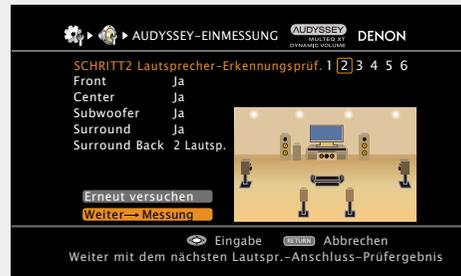 AUDYSSEY-EINMESSUNG
AUDYSSEY
MULTEQ XT
DYNAMIC VOLUME
DENON
SCHRITT2 Lautsprecher-Erkennungsprüf. 1 2 3 4 5 6
Front Ja
Center Ja
Subwoofer Ja
Surround Ja
Surround Back 2 Lautsp.
Erneut versuchen
Weiter→Messung
Eingabe RETURN Abbrechen
Weiter mit dem nächsten Lautspr.-Anschluss-Prüfergebnis